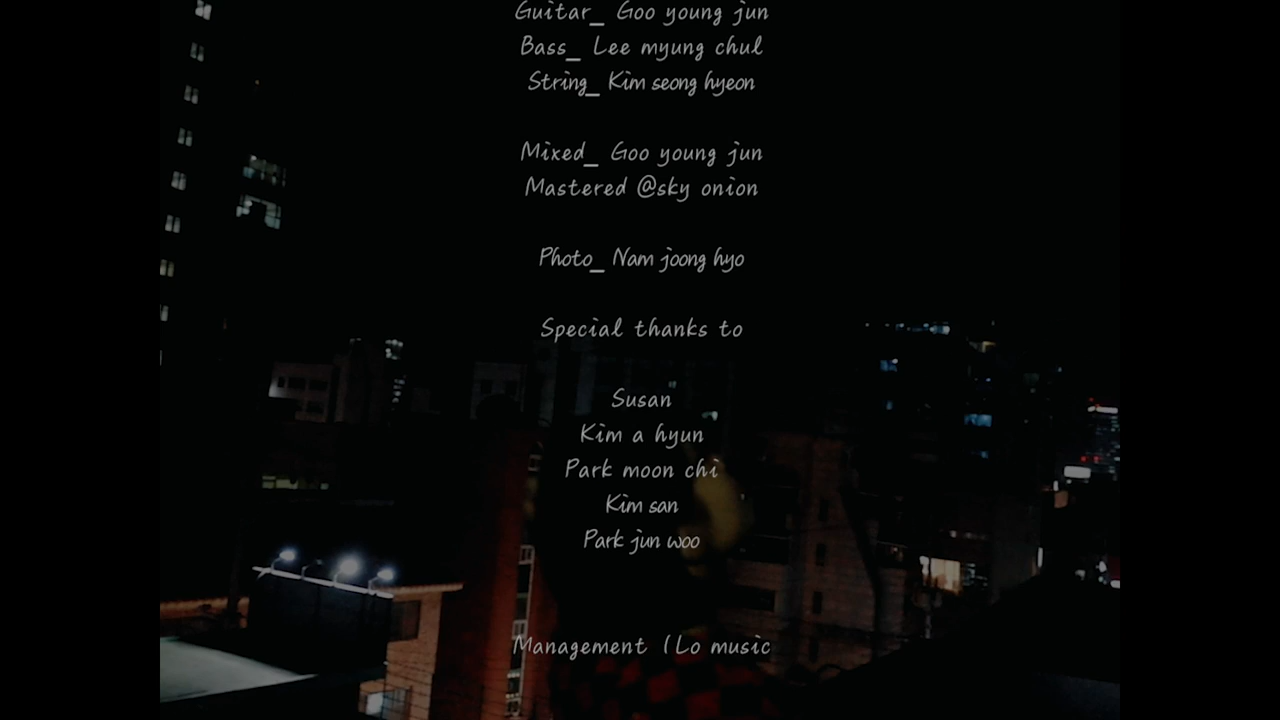 Guitar_ Goo young jun
Bass_ Lee myung chul
String_ Kim seong hyeon
Mixed_ Goo young jun
Mastered @sky onion
Photo_ Nam joong hyo
Special thanks to
Susan
Kim a hyun
Park moon chi
Kim san
Park jun woo
Management | Lo music